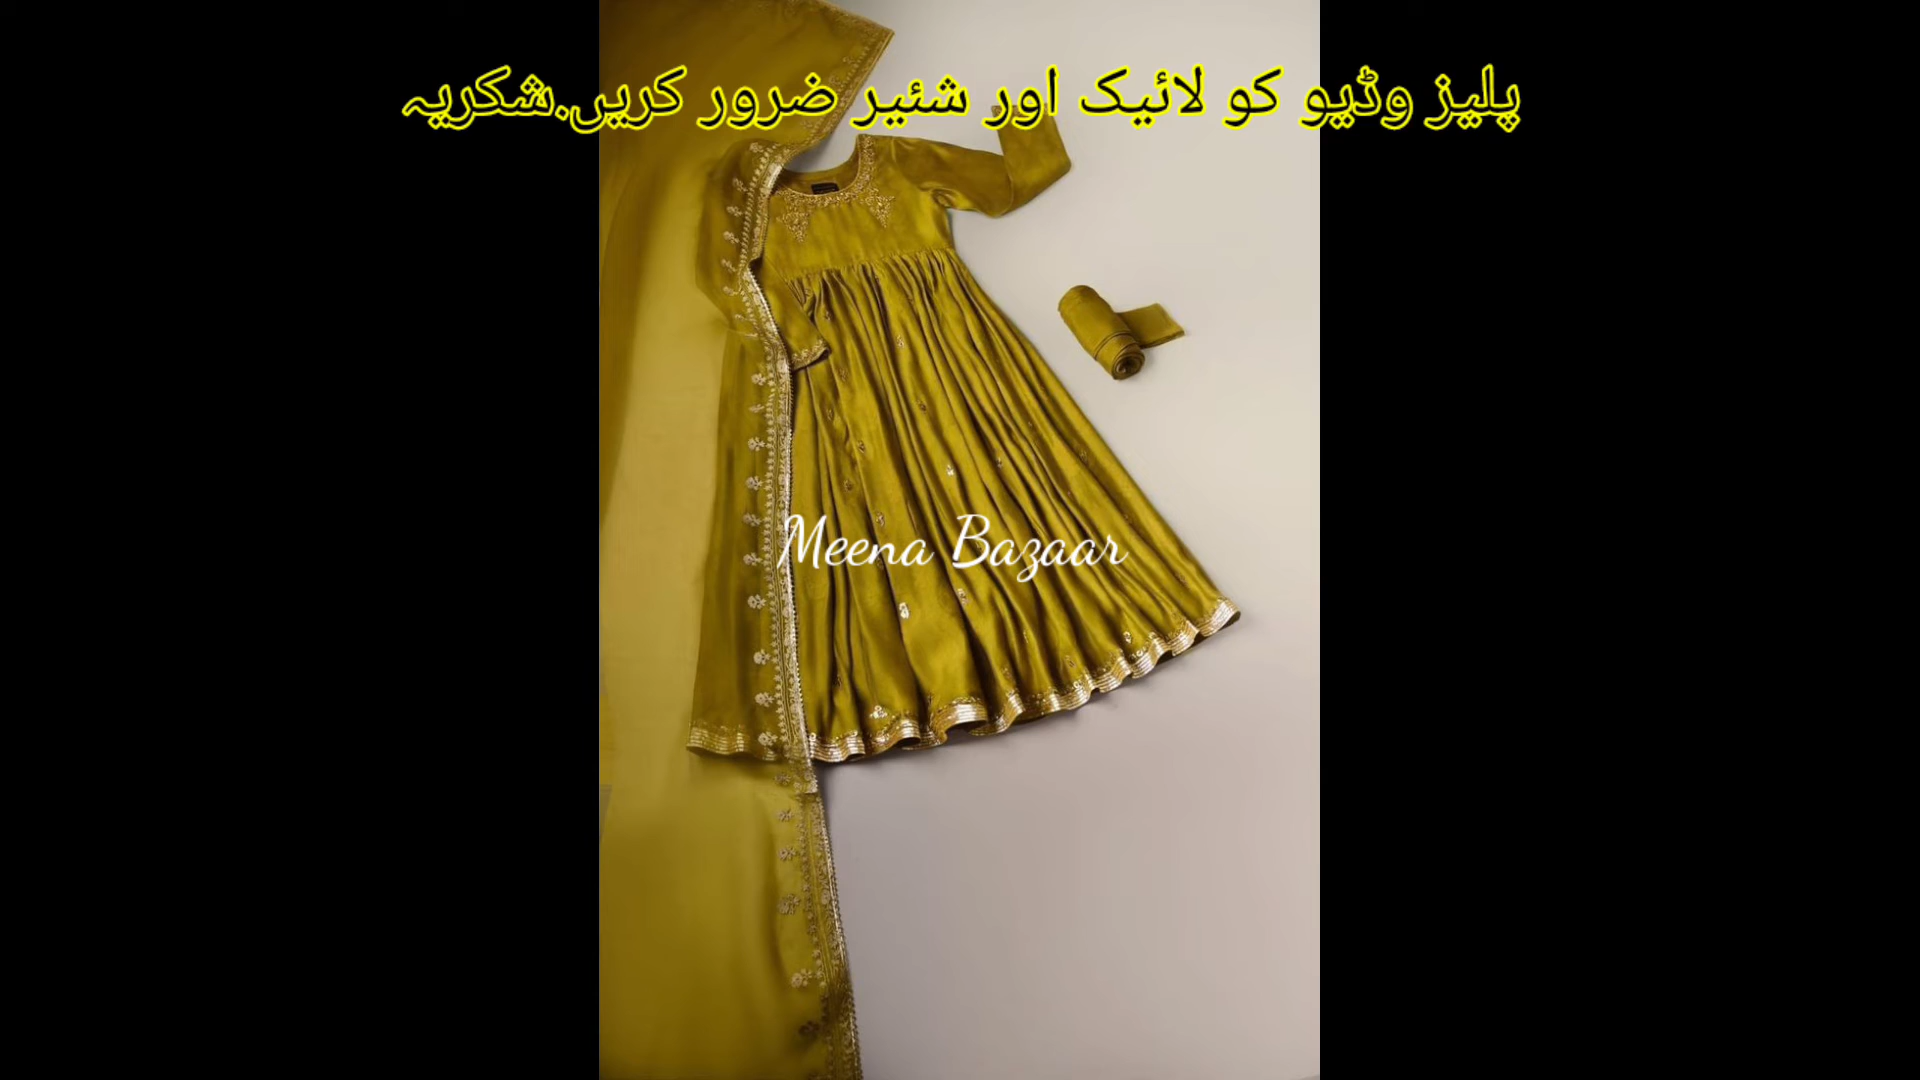 پلیز وڈیو کو لائیک اور شئیر ضرور کریں.شکریہ
Meena Bazaar